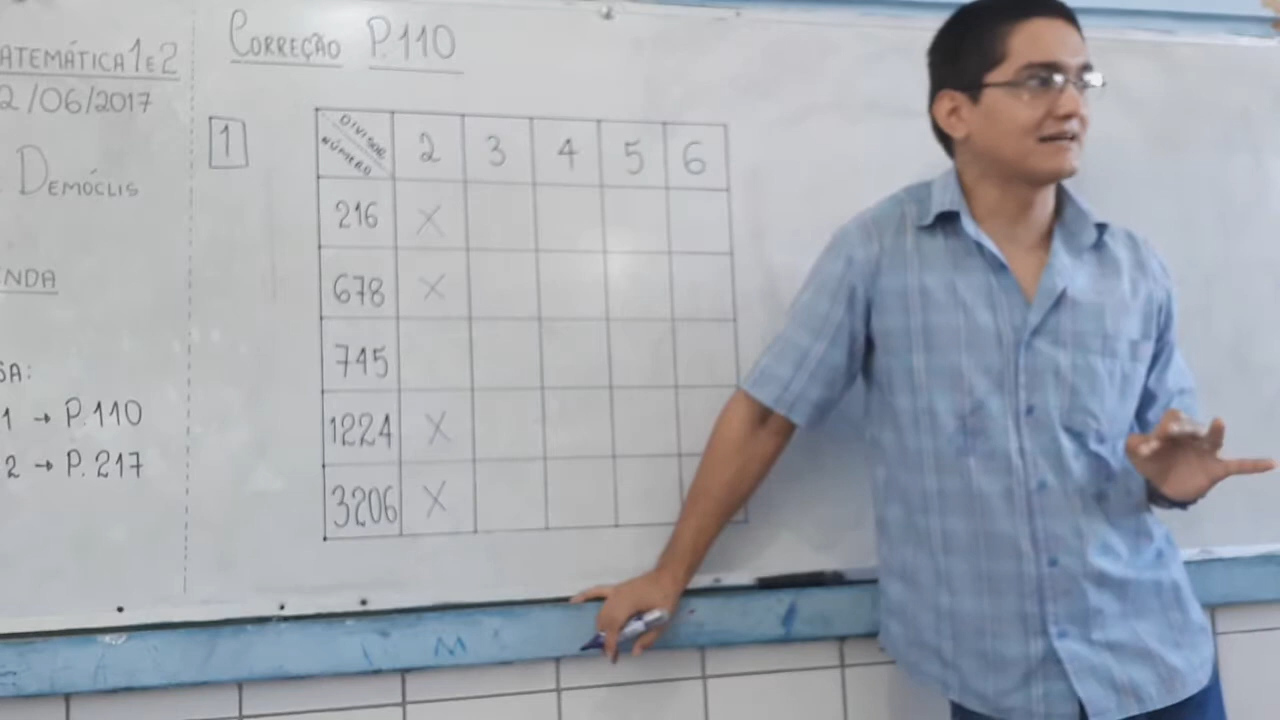 ATEMÁTICA 1 E 2
2/06/2017
DEMÓCLIS
NDA
SA:
1 → P.110
2 → P.217
CORREÇÃO P.110
1
DIVISOR
NÚMERO
2 3 4 5 6
216 X
678 X
745
1224 X
3206 X
M